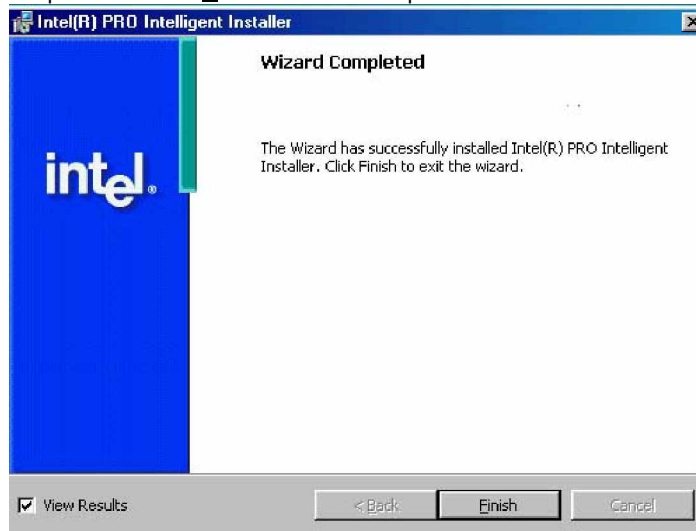 Intel(R) PRO Intelligent Installer
Wizard Completed
The Wizard has successfully installed Intel(R) PRO Intelligent
Installer. Click Finish to exit the wizard.
intel®
View Results
< Back
Finish
Cancel